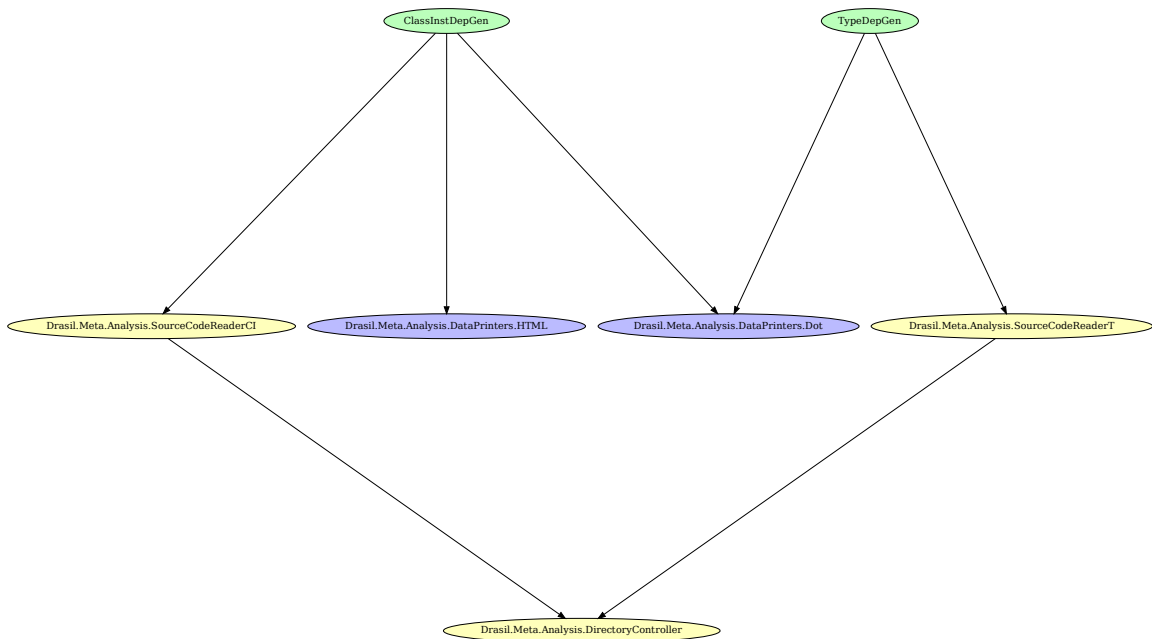 ClassInstDepGen
TypeDepGen
Drasil.Meta.Analysis.SourceCodeReaderCI
Drasil.Meta.Analysis.DataPrinters.HTML
Drasil.Meta.Analysis.DataPrinters.Dot
Drasil.Meta.Analysis.SourceCodeReaderT
Drasil.Meta.Analysis.DirectoryController